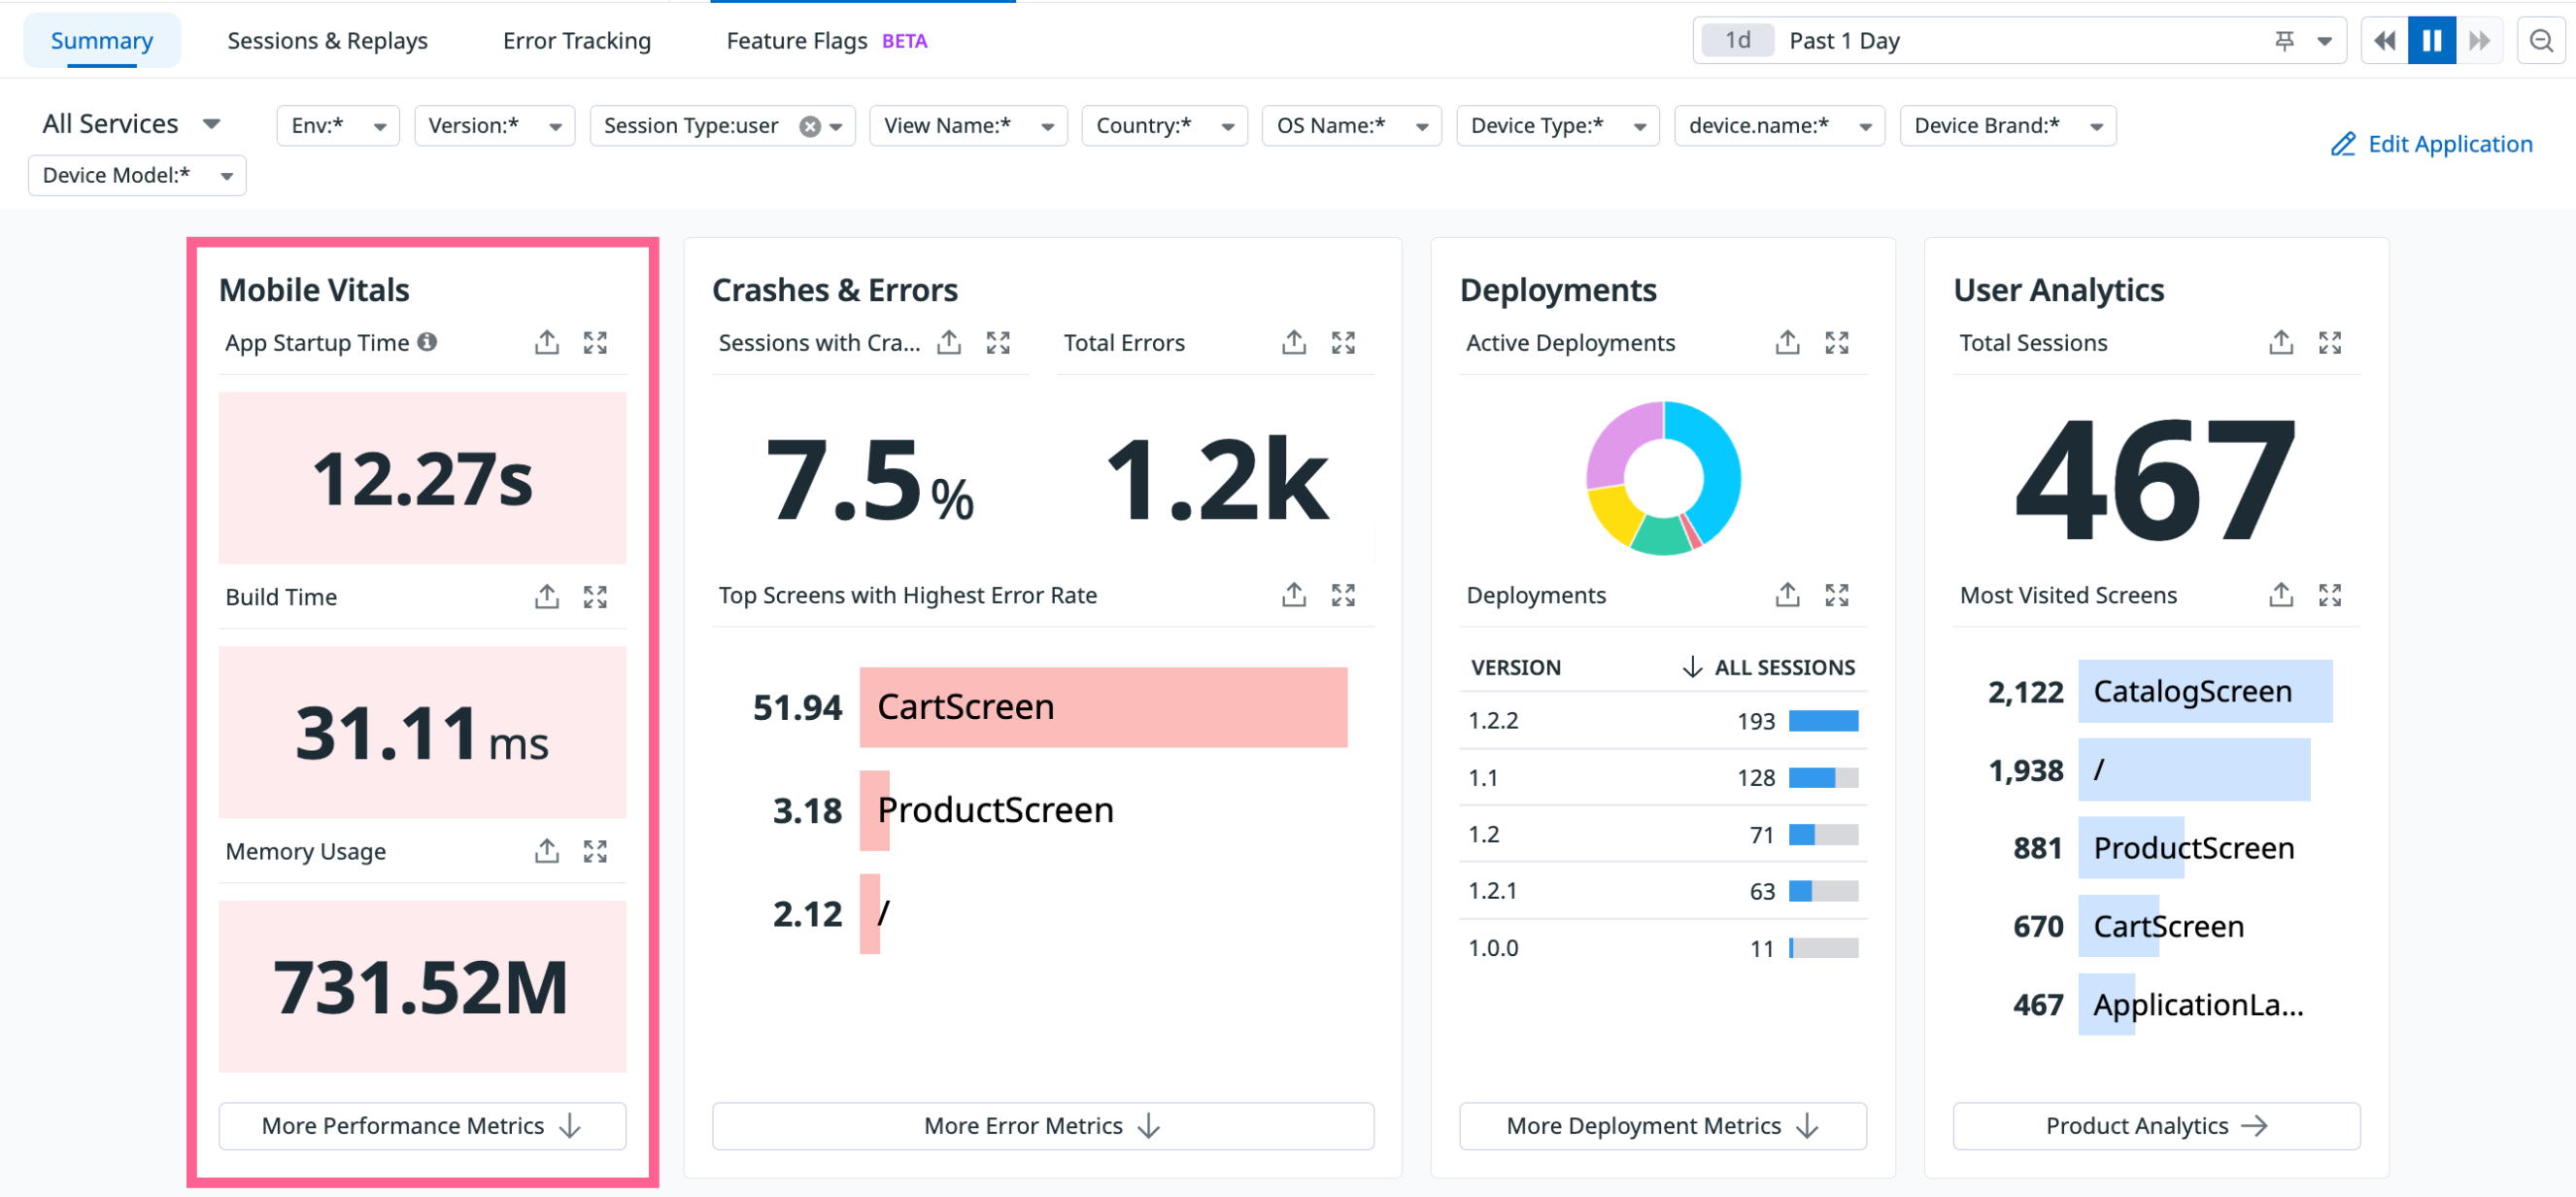 Summary
Sessions & Replays
Error Tracking
Feature Flags BETA
1d Past 1 Day
All Services
Env:*
Version:*
Session Type:user
View Name:*
Country:*
OS Name:*
Device Type:*
device.name:*
Device Brand:*
Device Model:*
Edit Application
Mobile Vitals
App Startup Time
12.27s
Build Time
31.11 ms
Memory Usage
731.52M
More Performance Metrics
Crashes & Errors
Sessions with Cra...
Total Errors
7.5 %
1.2k
Top Screens with Highest Error Rate
51.94 CartScreen
3.18 ProductScreen
2.12 /
More Error Metrics
Deployments
Active Deployments
Deployments
VERSION ALL SESSIONS
1.2.2 193
1.1 128
1.2 71
1.2.1 63
1.0.0 11
More Deployment Metrics
User Analytics
Total Sessions
467
Most Visited Screens
2,122 CatalogScreen
1,938 /
881 ProductScreen
670 CartScreen
467 ApplicationLa...
Product Analytics